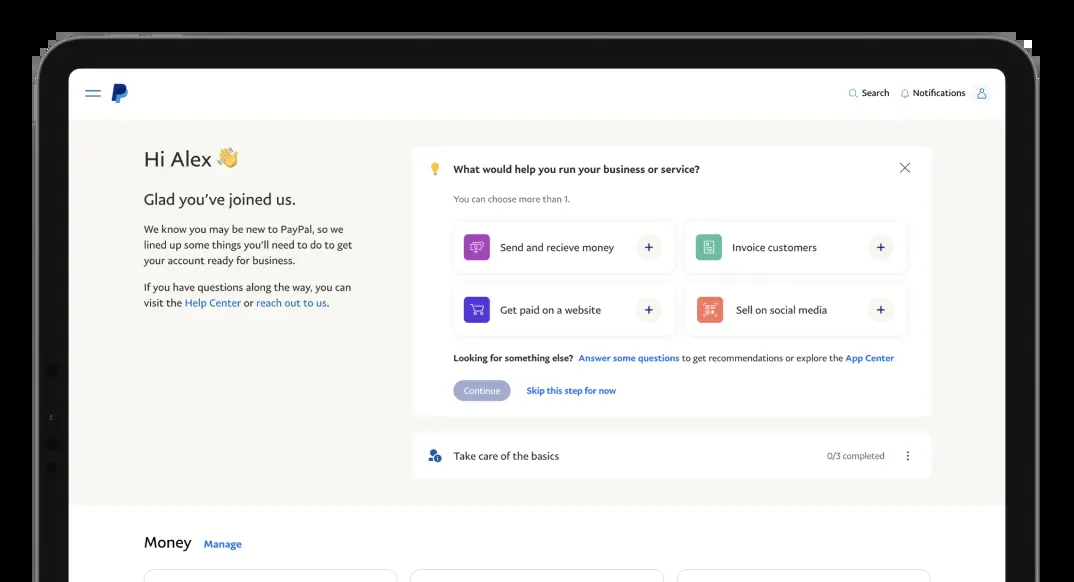 Search
Notifications
Hi Alex 👋
Glad you've joined us.
We know you may be new to PayPal, so we
lined up some things you'll need to do to get
your account ready for business.
If you have questions along the way, you can
visit the Help Center or reach out to us.
What would help you run your business or service?
You can choose more than 1.
Send and recieve money
Invoice customers
Get paid on a website
Sell on social media
Looking for something else? Answer some questions to get recommendations or explore the App Center
Continue
Skip this step for now
Take care of the basics
0/3 completed
Money
Manage